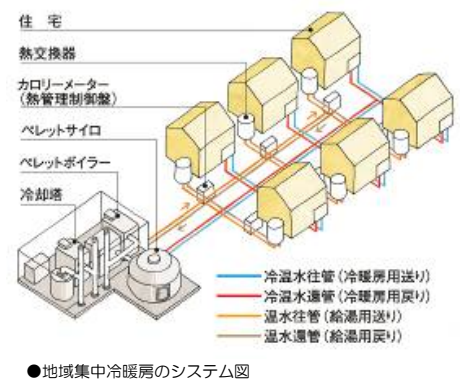 住　宅
熱交換器
カロリーメーター
（熱管理制御盤）
ペレットサイロ
ペレットボイラー
冷却塔
冷温水往管（冷暖房用送り）
冷温水還管（冷暖房用戻り）
温水往管（給湯用送り）
温水還管（給湯用戻り）
●地域集中冷暖房のシステム図